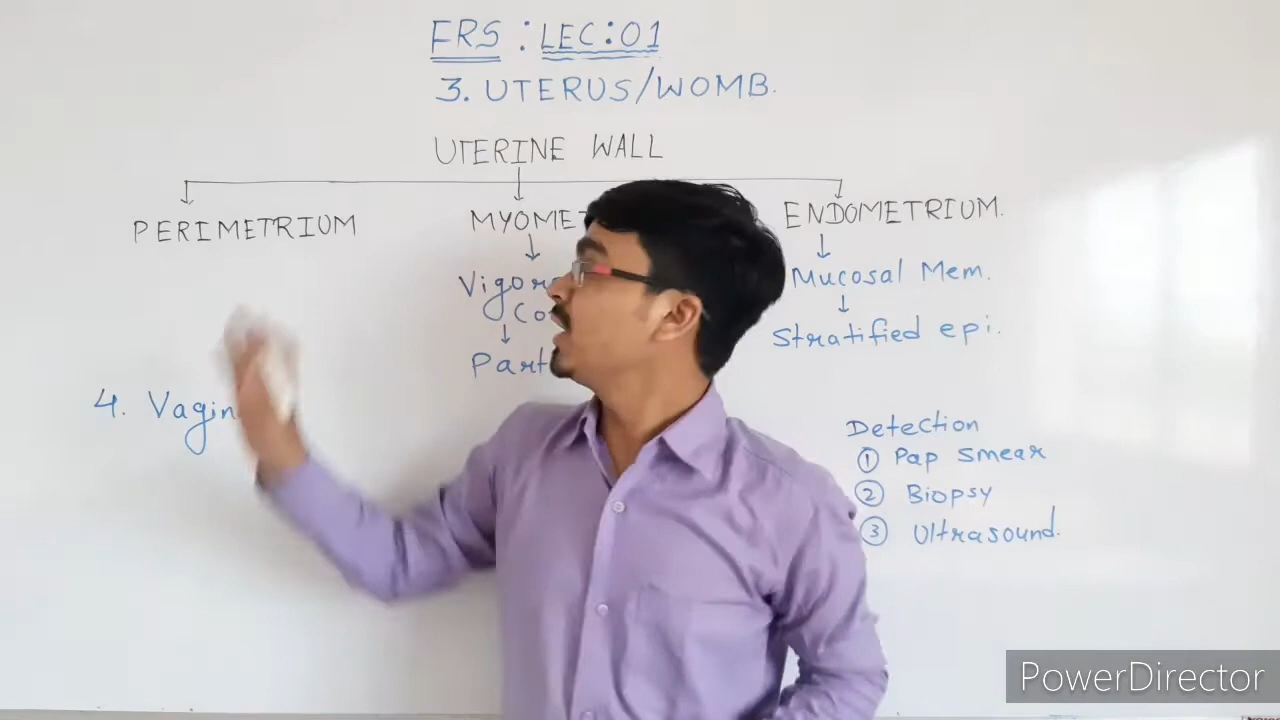 FRS : LEC:01
3. UTERUS/WOMB.
UTERINE WALL
PERIMETRIUM
ENDOMETRIUM.
Mucosal Mem.
Stratified epi.
4.
Detection
① Pap smear
② Biopsy
③ Ultrasound.
PowerDirector